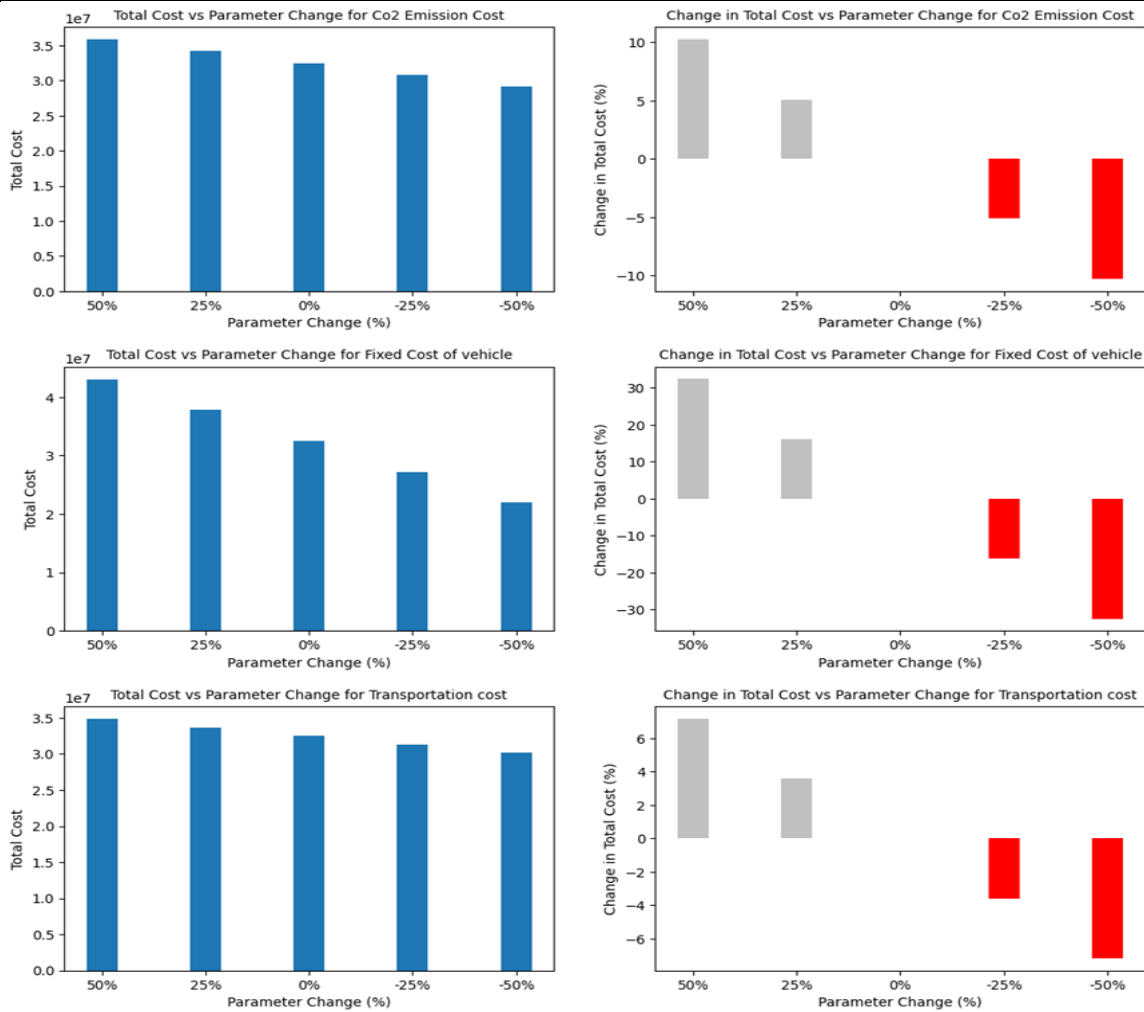 Total Cost vs Parameter Change for Co2 Emission Cost
1e7
3.5
3.0
2.5
2.0
1.5
1.0
0.5
0.0
Total Cost
50% 25% 0% -25% -50%
Parameter Change (%)
Change in Total Cost vs Parameter Change for Co2 Emission Cost
10
5
0
−5
−10
Change in Total Cost (%)
50% 25% 0% -25% -50%
Parameter Change (%)
Total Cost vs Parameter Change for Fixed Cost of vehicle
1e7
4
3
2
1
0
Total Cost
50% 25% 0% -25% -50%
Parameter Change (%)
Change in Total Cost vs Parameter Change for Fixed Cost of vehicle
30
20
10
0
−10
−20
−30
Change in Total Cost (%)
50% 25% 0% -25% -50%
Parameter Change (%)
Total Cost vs Parameter Change for Transportation cost
1e7
3.5
3.0
2.5
2.0
1.5
1.0
0.5
0.0
Total Cost
50% 25% 0% -25% -50%
Parameter Change (%)
Change in Total Cost vs Parameter Change for Transportation cost
6
4
2
0
−2
−4
−6
Change in Total Cost (%)
50% 25% 0% -25% -50%
Parameter Change (%)